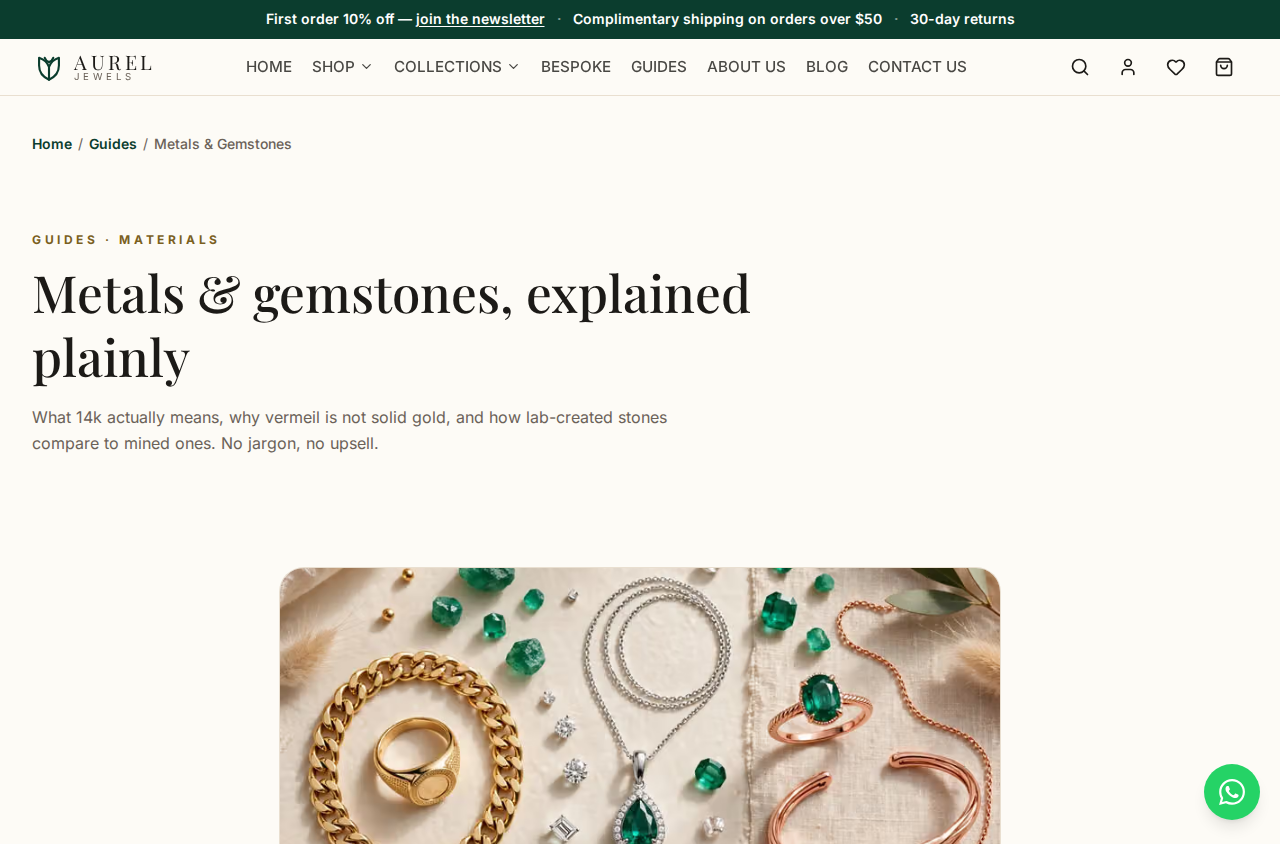 First order 10% off — join the newsletter · Complimentary shipping on orders over $50 · 30-day returns
AUREL
JEWELS
HOME SHOP COLLECTIONS BESPOKE GUIDES ABOUT US BLOG CONTACT US
Home / Guides / Metals & Gemstones
GUIDES · MATERIALS
Metals & gemstones, explained
plainly
What 14k actually means, why vermeil is not solid gold, and how lab-created stones
compare to mined ones. No jargon, no upsell.